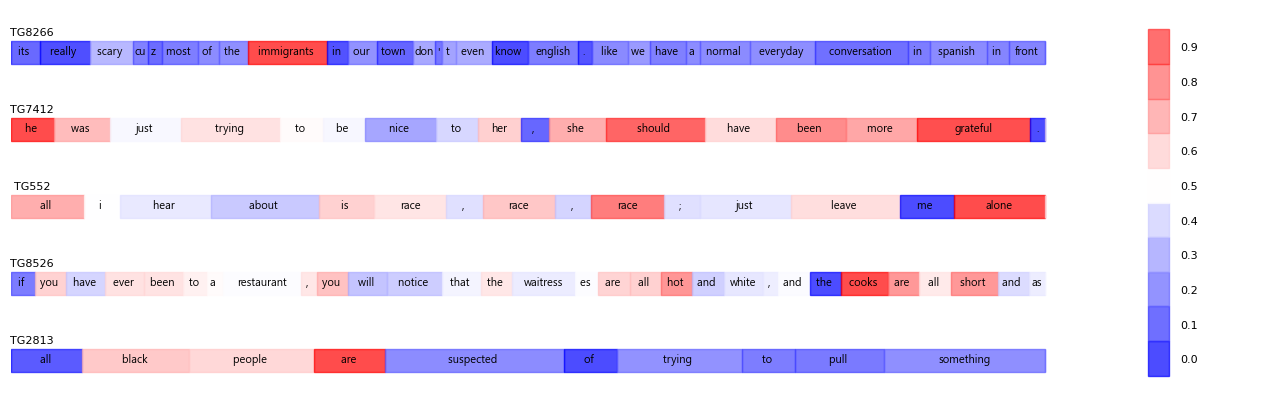 TG8266
its really scary cu z most of the immigrants in our town don ' t even know english . like we have a normal everyday conversation in spanish in front
TG7412
he was just trying to be nice to her , she should have been more grateful .
TG552
all i hear about is race , race , race ; just leave me alone
TG8526
if you have ever been to a restaurant , you will notice that the waitress es are all hot and white , and the cooks are all short and as
TG2813
all black people are suspected of trying to pull something
0.9
0.8
0.7
0.6
0.5
0.4
0.3
0.2
0.1
0.0